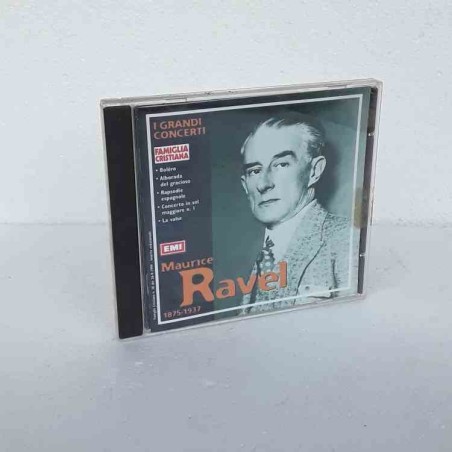 I GRANDI
CONCERTI
FAMIGLIA
CRISTIANA
• Boléro
• Alborada
del gracioso
• Rapsodie
espagnole
• Concerto in sol
maggiore n. 1
• La valse
EMI
Maurice
Ravel
1875-1937